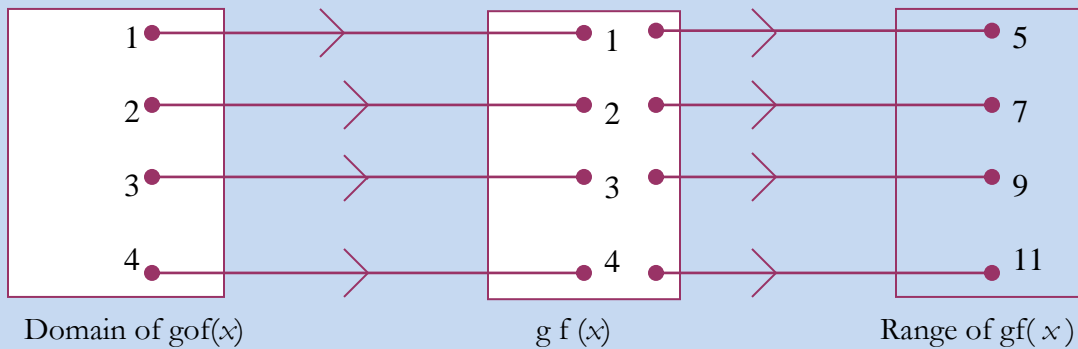 1 1 5
2 2 7
3 3 9
4 4 11
Domain of gof(x) g f (x) Range of gf( x )